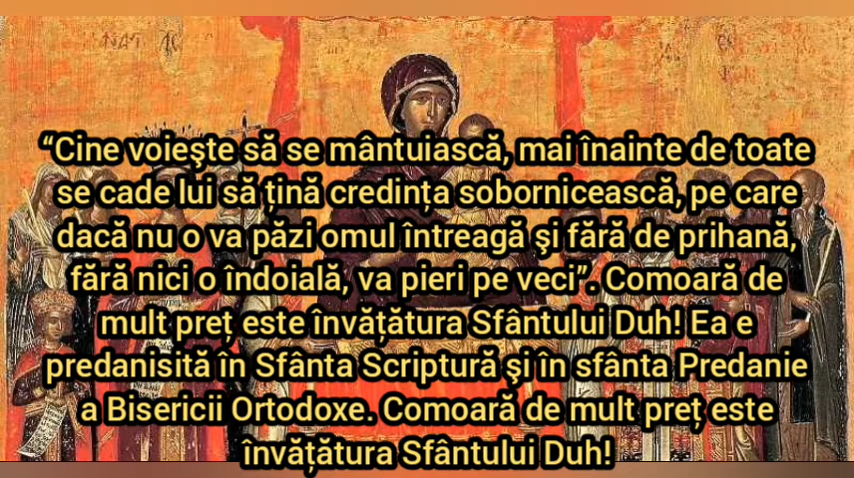 “Cine voieşte să se mântuiască, mai înainte de toate
se cade lui să țină credința sobornicească, pe care
dacă nu o va păzi omul întreagă şi fără de prihană,
fără nici o îndoială, va pieri pe veci”. Comoară de
mult preț este învățătura Sfântului Duh! Ea e
predanisită în Sfânta Scriptură şi în sfânta Predanie
a Bisericii Ortodoxe. Comoară de mult preț este
învățătura Sfântului Duh!